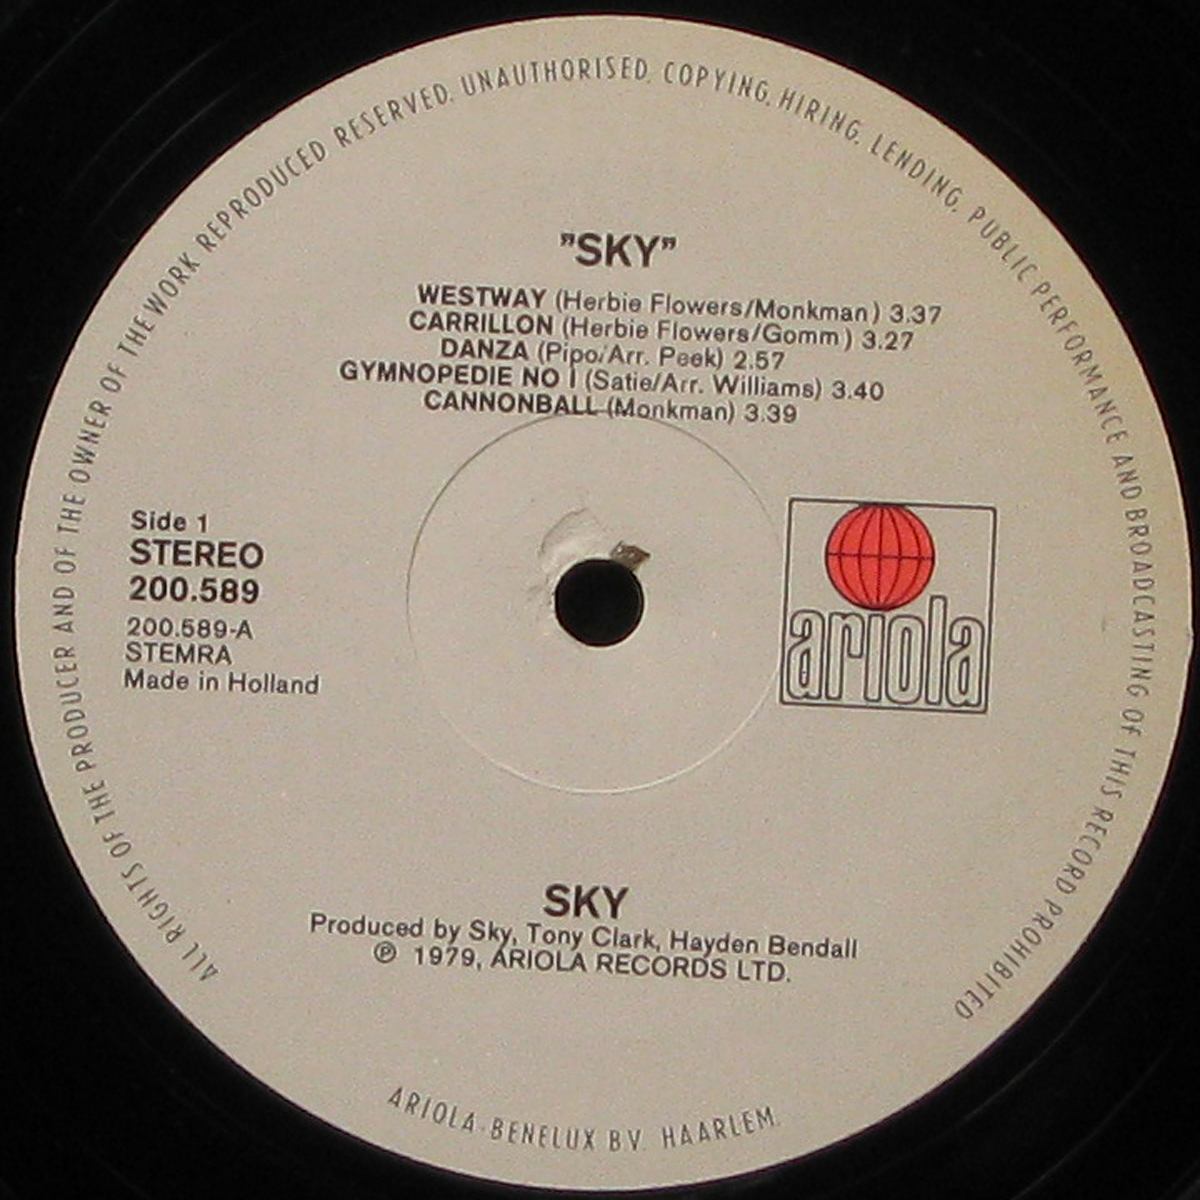 ALL RIGHTS OF THE PRODUCER AND OF THE OWNER OF THE WORK REPRODUCED RESERVED. UNAUTHORISED. COPYING, HIRING, LENDING, PUBLIC PERFORMANCE AND BROADCASTING OF THIS RECORD PROHIBITED
"SKY"
WESTWAY (Herbie Flowers/Monkman) 3.37
CARRILLON (Herbie Flowers/Gomm) 3.27
DANZA (Pipo/Arr. Peek) 2.57
GYMNOPEDIE NO I (Satie/Arr. Williams) 3.40
CANNONBALL (Monkman) 3.39
Side 1
STEREO
200.589
200.589-A
STEMRA
Made in Holland
ariola
SKY
Produced by Sky, Tony Clark, Hayden Bendall
℗ 1979, ARIOLA RECORDS LTD.
ARIOLA-BENELUX B.V. HAARLEM.